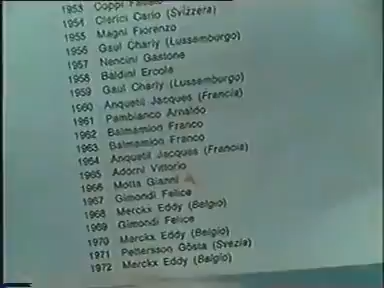 1953 Coppi Fausto
1954 Clerici Carlo (Svizzera)
1955 Magni Fiorenzo
1956 Gaul Charly (Lussemburgo)
1957 Nencini Gastone
1958 Baldini Ercole
1959 Gaul Charly (Lussemburgo)
1960 Anquetil Jacques (Francia)
1961 Pambianco Arnaldo
1962 Balmamion Franco
1963 Balmamion Franco
1964 Anquetil Jacques (Francia)
1965 Adorni Vittorio
1966 Motta Gianni
1967 Gimondi Felice
1968 Merckx Eddy (Belgio)
1969 Gimondi Felice
1970 Merckx Eddy (Belgio)
1971 Pettersson Gösta (Svezia)
1972 Merckx Eddy (Belgio)